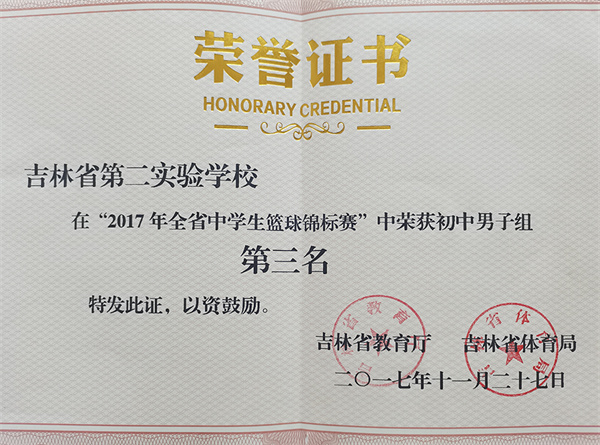 荣誉证书
HONORARY CREDENTIAL
吉林省第二实验学校
在“2017年全省中学生篮球锦标赛”中荣获初中男子组
第三名
特发此证，以资鼓励。
吉林省教育厅 吉林省体育局
二〇一七年十一月二十七日